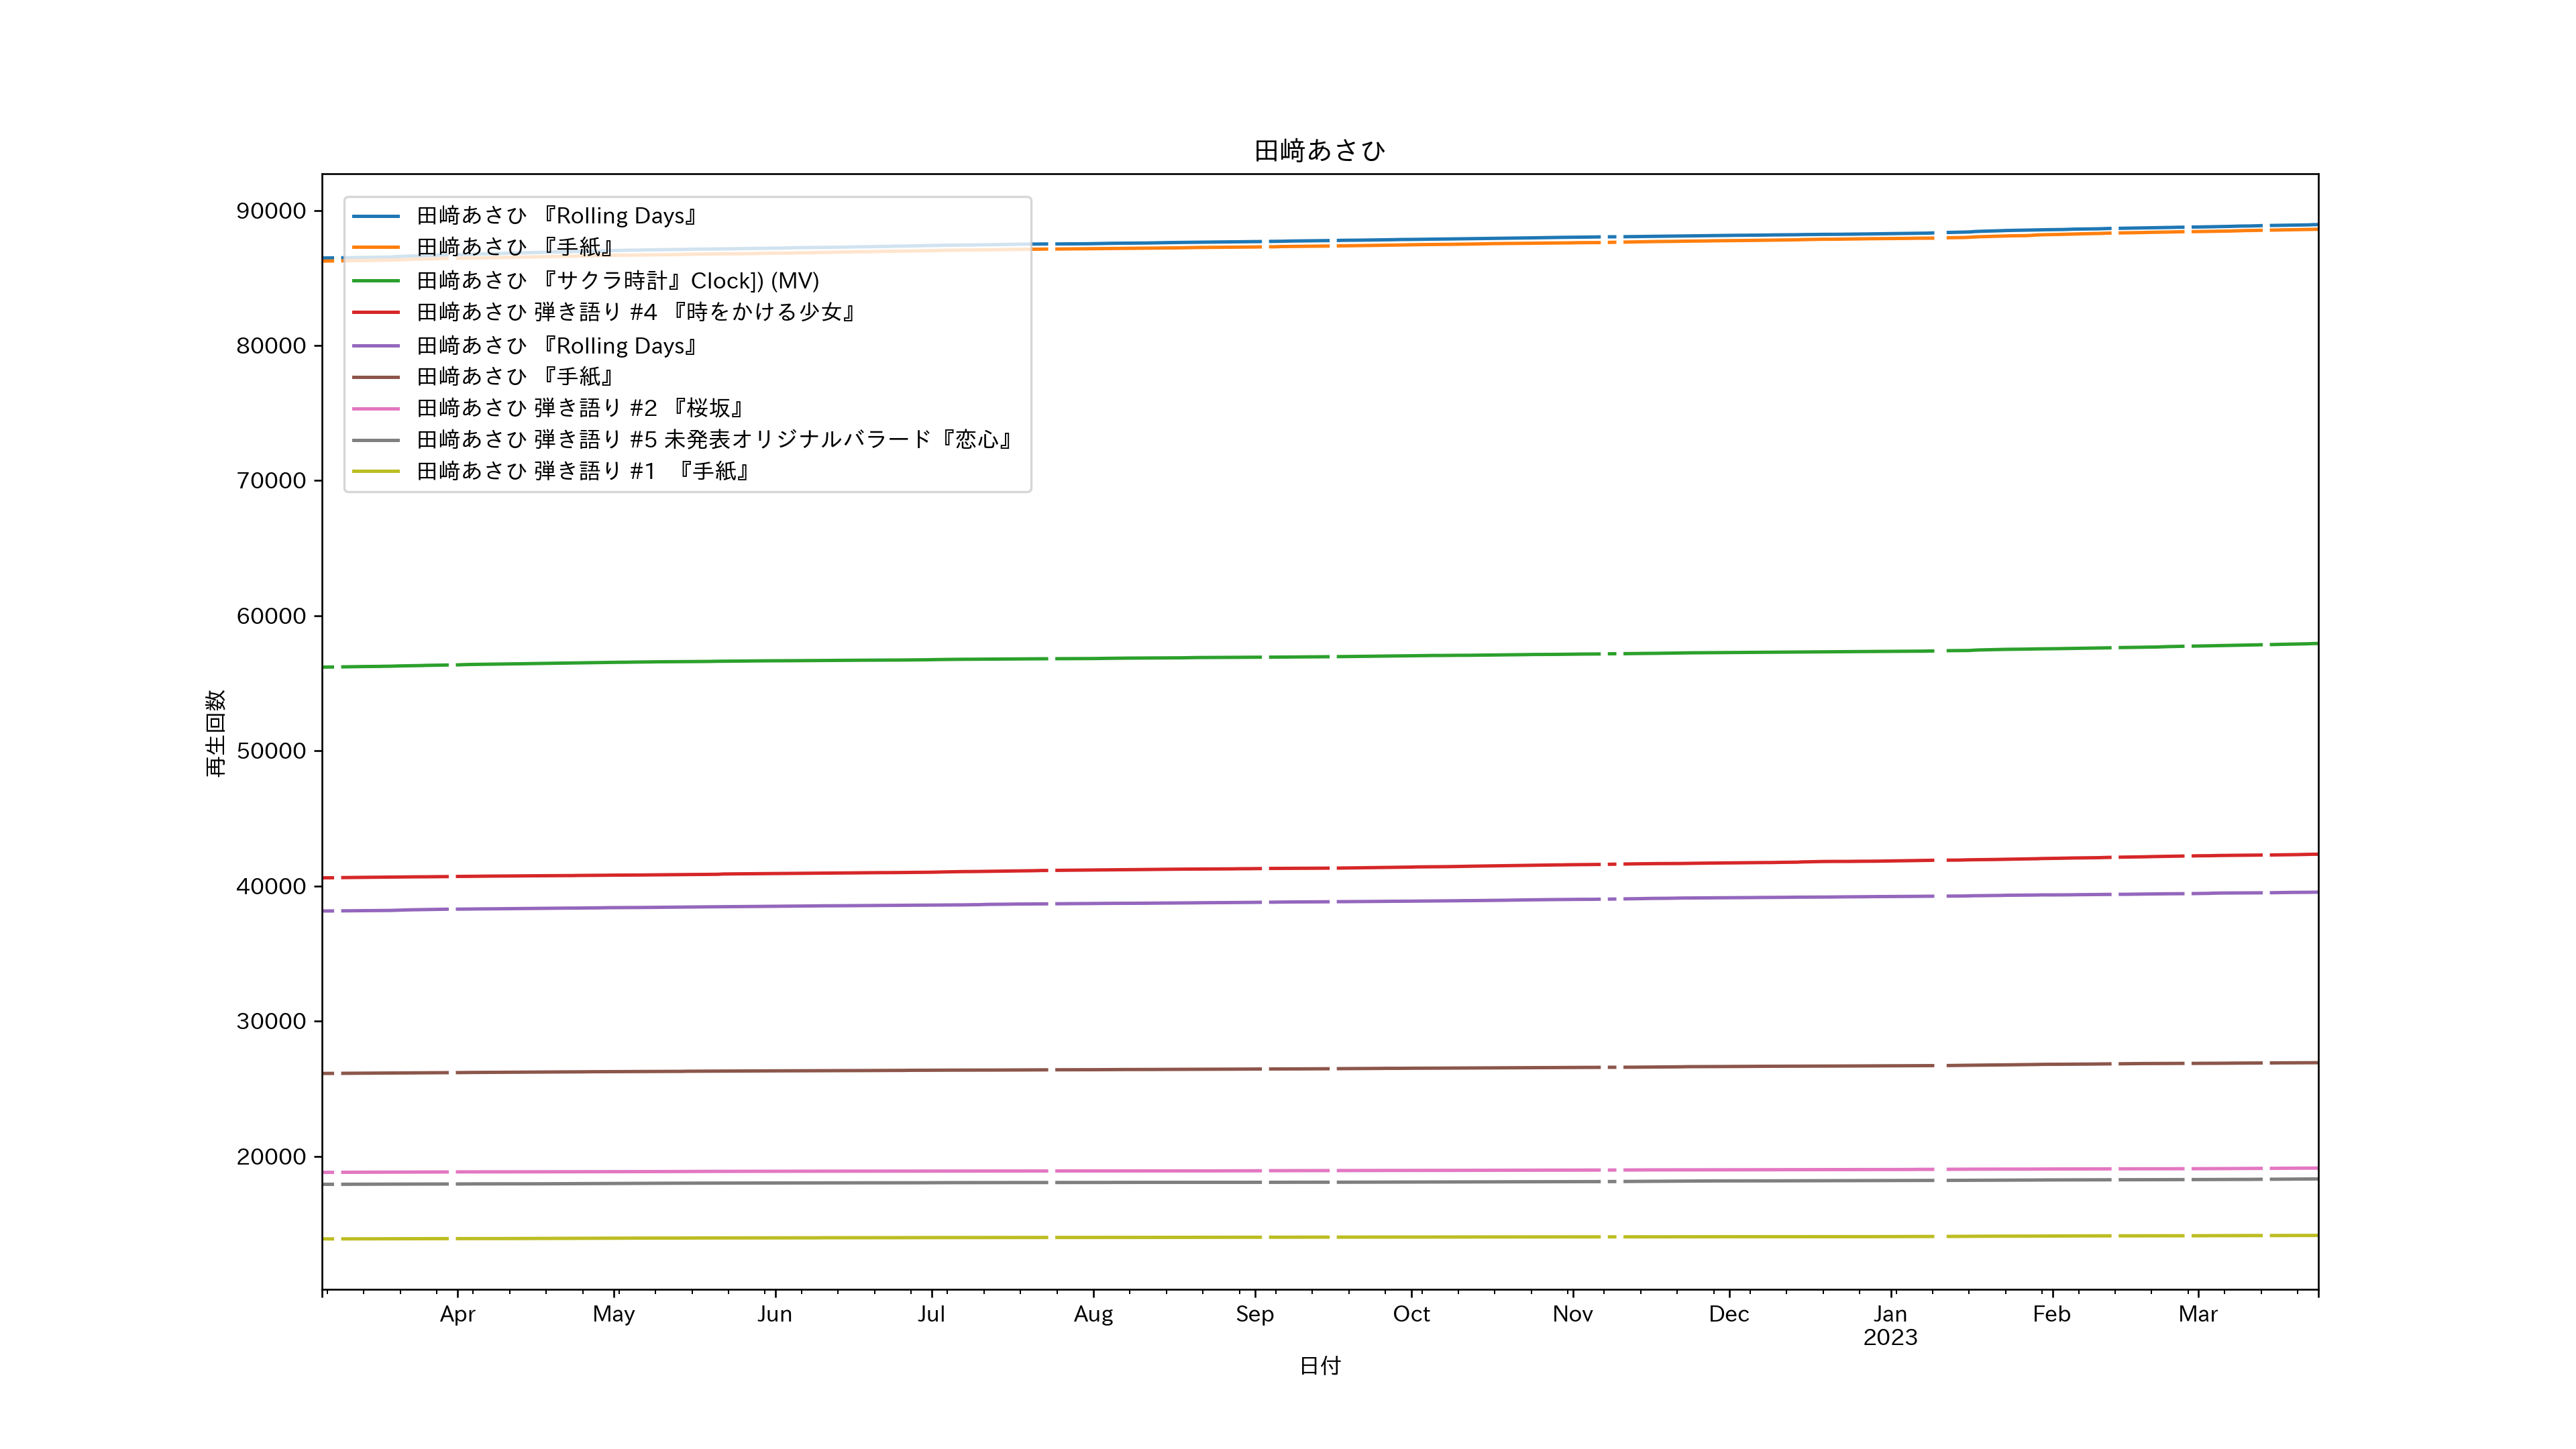 田﨑あさひ
90000
80000
70000
60000
50000
40000
30000
20000
再生回数
田﨑あさひ 『Rolling Days』
田﨑あさひ 『手紙』
田﨑あさひ 『サクラ時計』Clock]) (MV)
田﨑あさひ 弾き語り #4 『時をかける少女』
田﨑あさひ 『Rolling Days』
田﨑あさひ 『手紙』
田﨑あさひ 弾き語り #2 『桜坂』
田﨑あさひ 弾き語り #5 未発表オリジナルバラード『恋心』
田﨑あさひ 弾き語り #1 『手紙』
Apr May Jun Jul Aug Sep Oct Nov Dec Jan Feb Mar
2023
日付